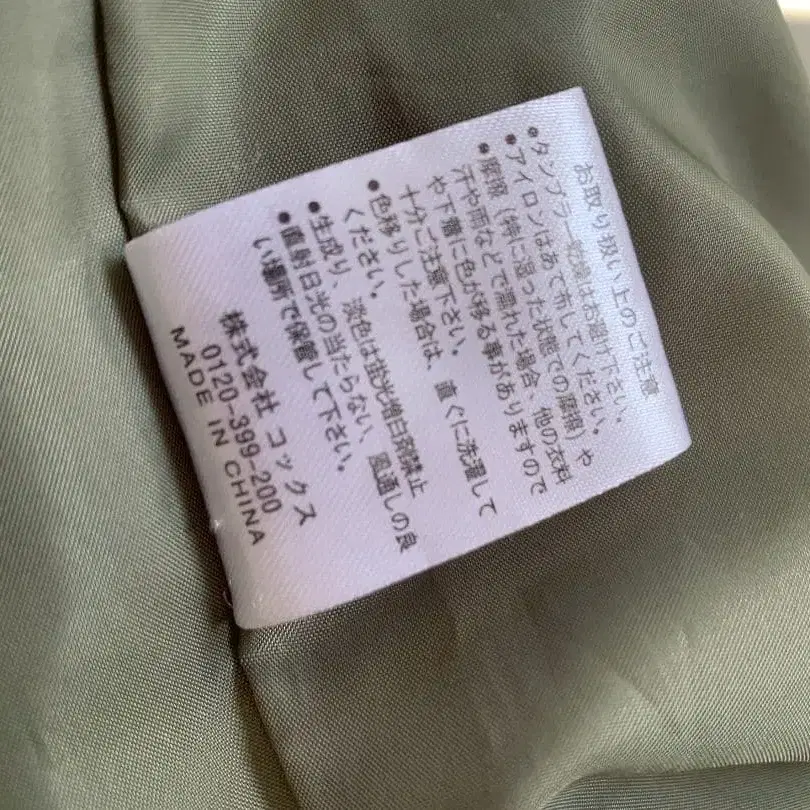 お取り扱い上のご注意
●タンブラー乾燥はお避け下さい。
●アイロンはあて布してください。
●摩擦（特に湿った状態での摩擦）や
汗や雨などで濡れた場合、他の衣料
や下着に色が移る事がありますので
十分ご注意下さい。
●色移りした場合は、直ぐに洗濯して
ください。
●生成り、淡色は蛍光増白剤禁止
●直射日光の当たらない、風通しの良
い場所で保管して下さい。
株式会社 コックス
0120-399-200
MADE IN CHINA